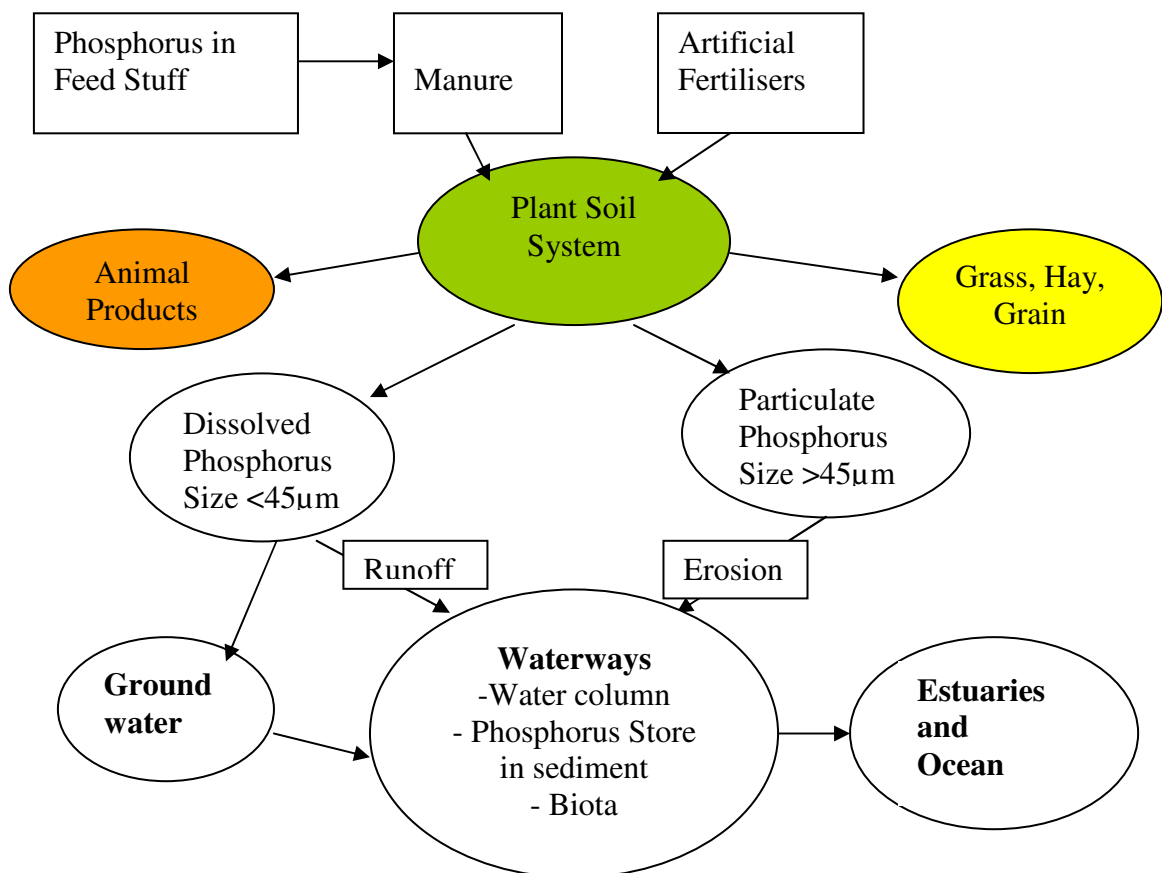 Phosphorus in
Feed Stuff
Manure
Artificial
Fertilisers
Plant Soil
System
Animal
Products
Grass, Hay,
Grain
Dissolved
Phosphorus
Size <45µm
Particulate
Phosphorus
Size >45µm
Runoff
Erosion
Ground
water
Waterways
-Water column
- Phosphorus Store
in sediment
- Biota
Estuaries
and
Ocean